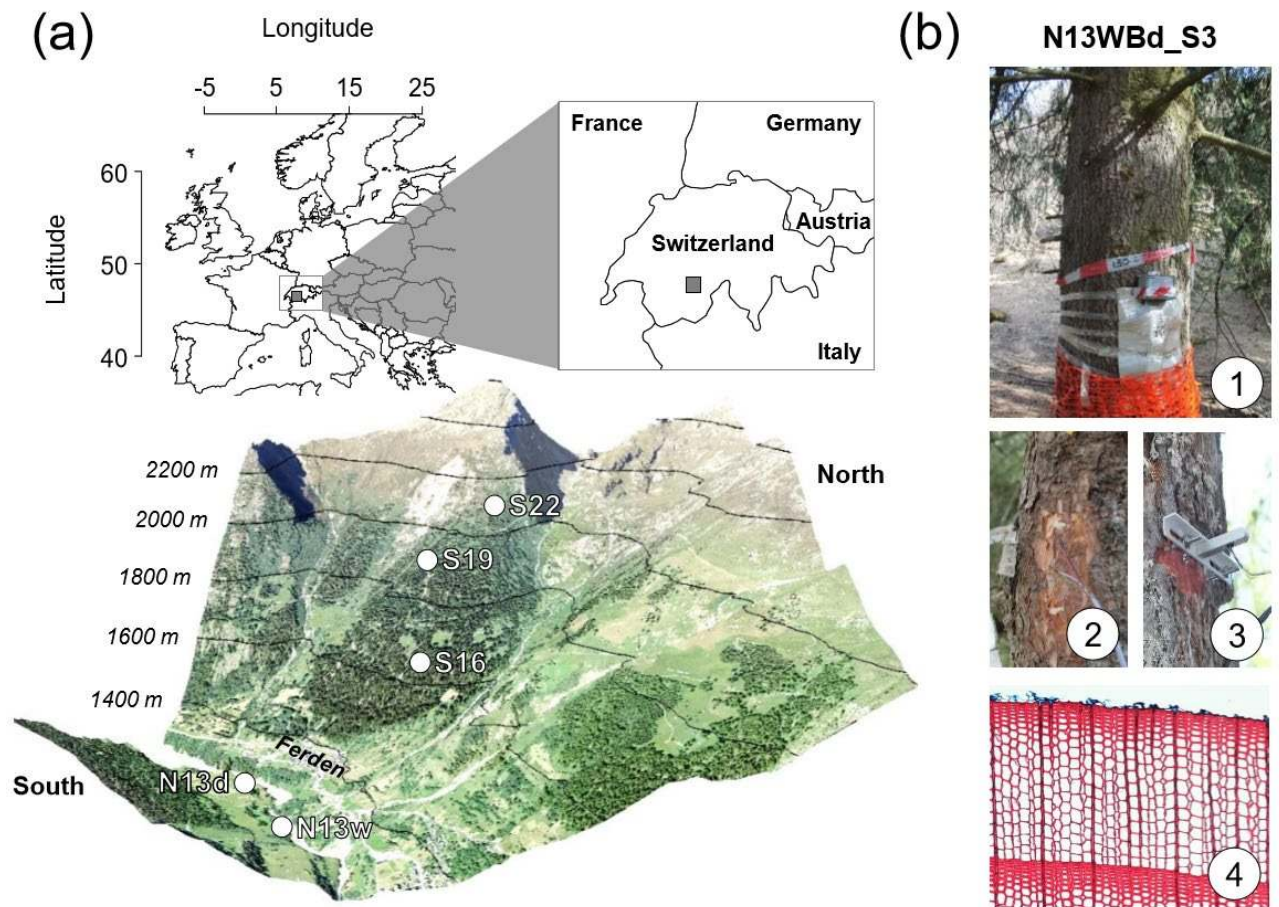 (a)
Longitude
-5 5 15 25
Latitude
60
50
40
France
Germany
Austria
Switzerland
Italy
2200 m
2000 m
1800 m
1600 m
1400 m
North
South
S22
S19
S16
Ferden
N13d
N13w
(b)
N13WBd_S3
1
2
3
4